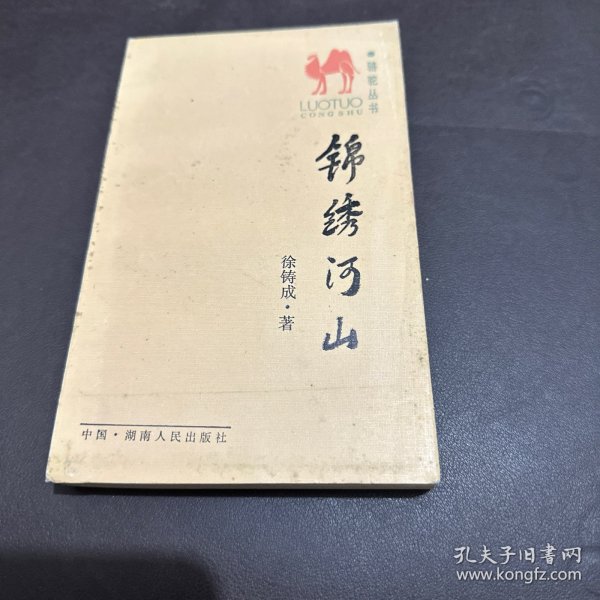 骆驼丛书
LUOTUO
CONGSHU
锦绣河山
徐铸成·著
中国·湖南人民出版社
孔夫子旧書网
www.kongfz.com